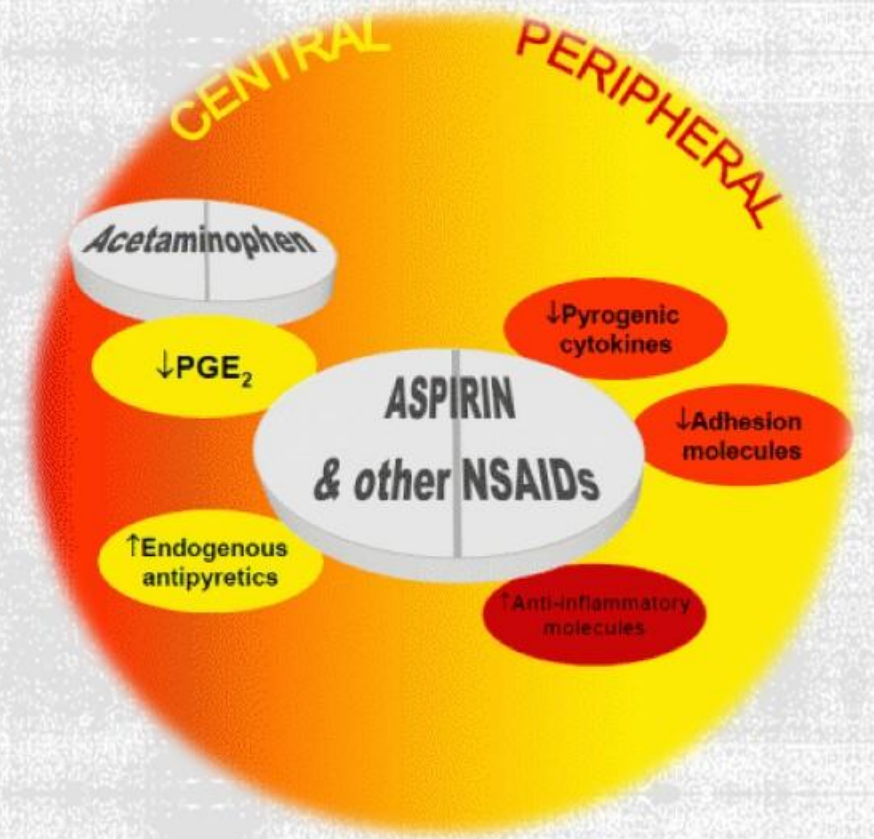 CENTRAL
PERIPHERAL
Acetaminophen
↓PGE₂
↓Pyrogenic
cytokines
ASPIRIN
& other NSAIDs
↓Adhesion
molecules
↑Endogenous
antipyretics
↑Anti-inflammatory
molecules